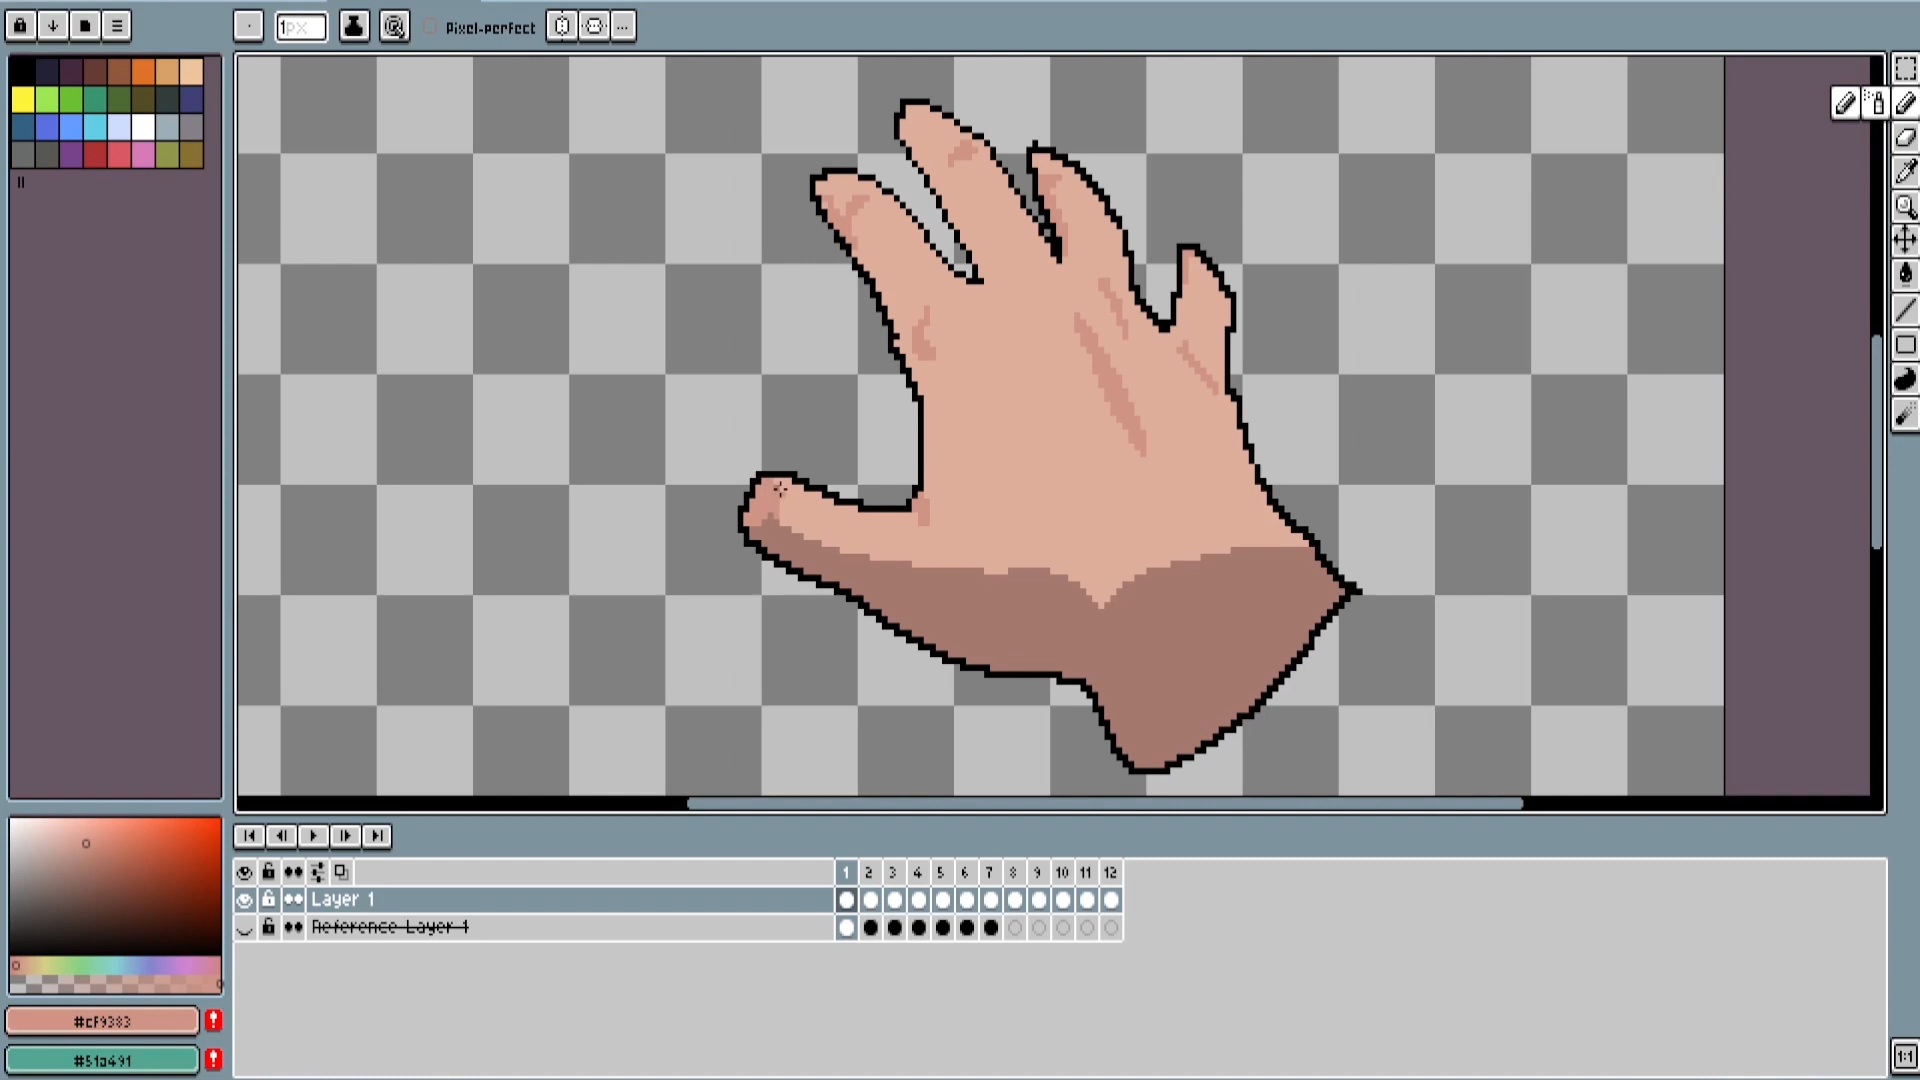 1px
Pixel-perfect
1 2 3 4 5 6 7 8 9 10 11 12
Layer 1
Reference Layer 1
#cf9383
#51a491
1:1